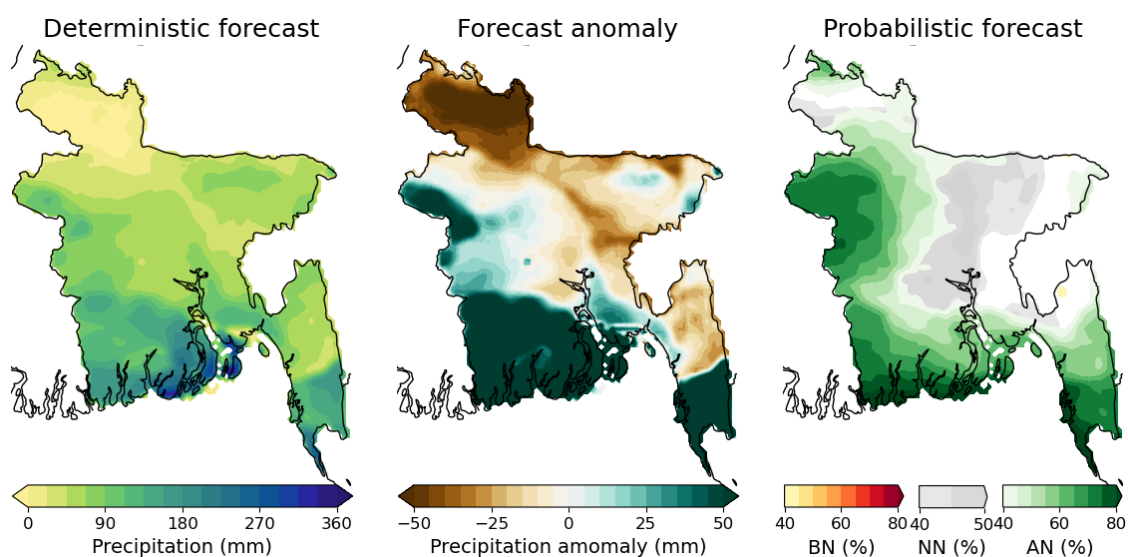 Deterministic forecast
Forecast anomaly
Probabilistic forecast
0 90 180 270 360
Precipitation (mm)
−50 −25 0 25 50
Precipitation amomaly (mm)
40 60 80
BN (%)
40 50
NN (%)
40 60 80
AN (%)